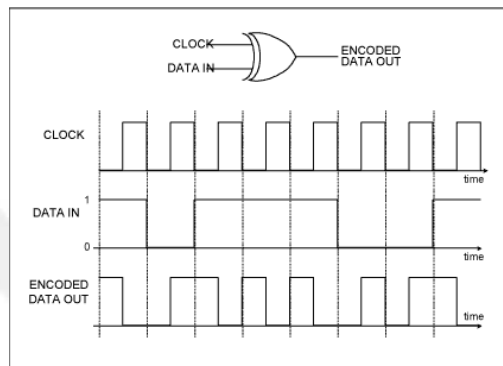 CLOCK
DATA IN
ENCODED
DATA OUT
CLOCK
time
1
DATA IN
0
time
ENCODED
DATA OUT
time